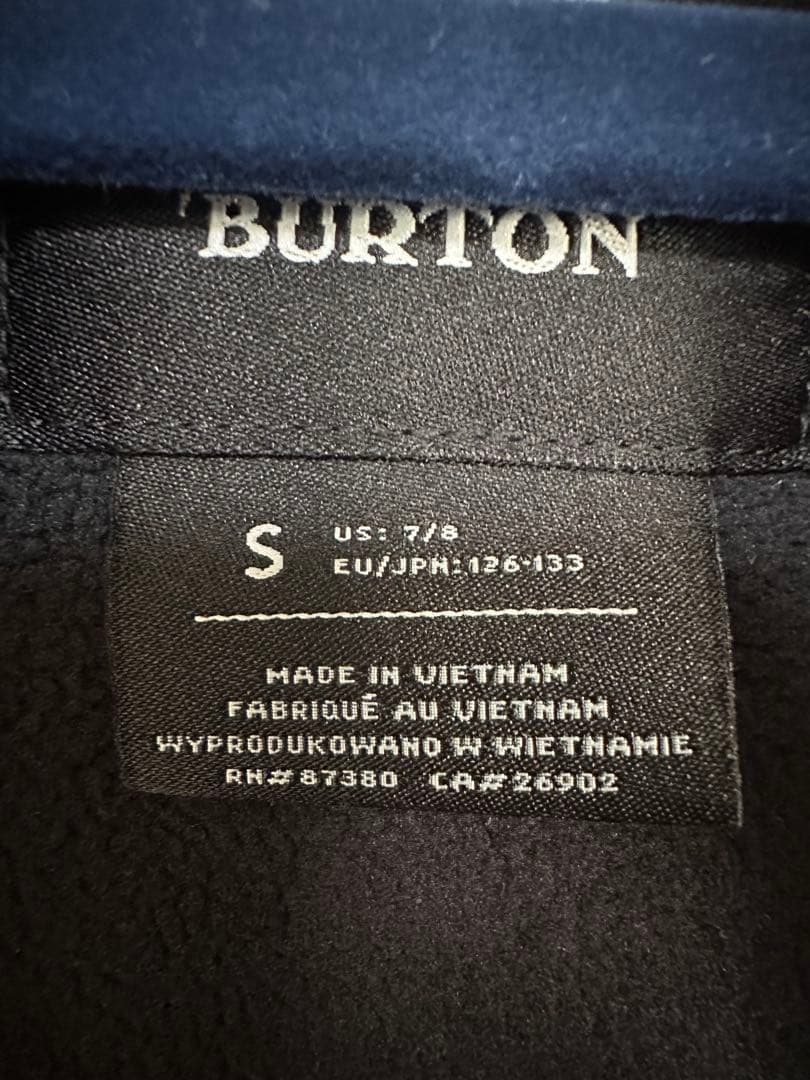 BURTON
S US: 7/8
EU/JPN: 126-133
MADE IN VIETNAM
FABRIQUÉ AU VIETNAM
WYPRODUKOWANO W WIETNAMIE
RN# 87380 CA# 26902